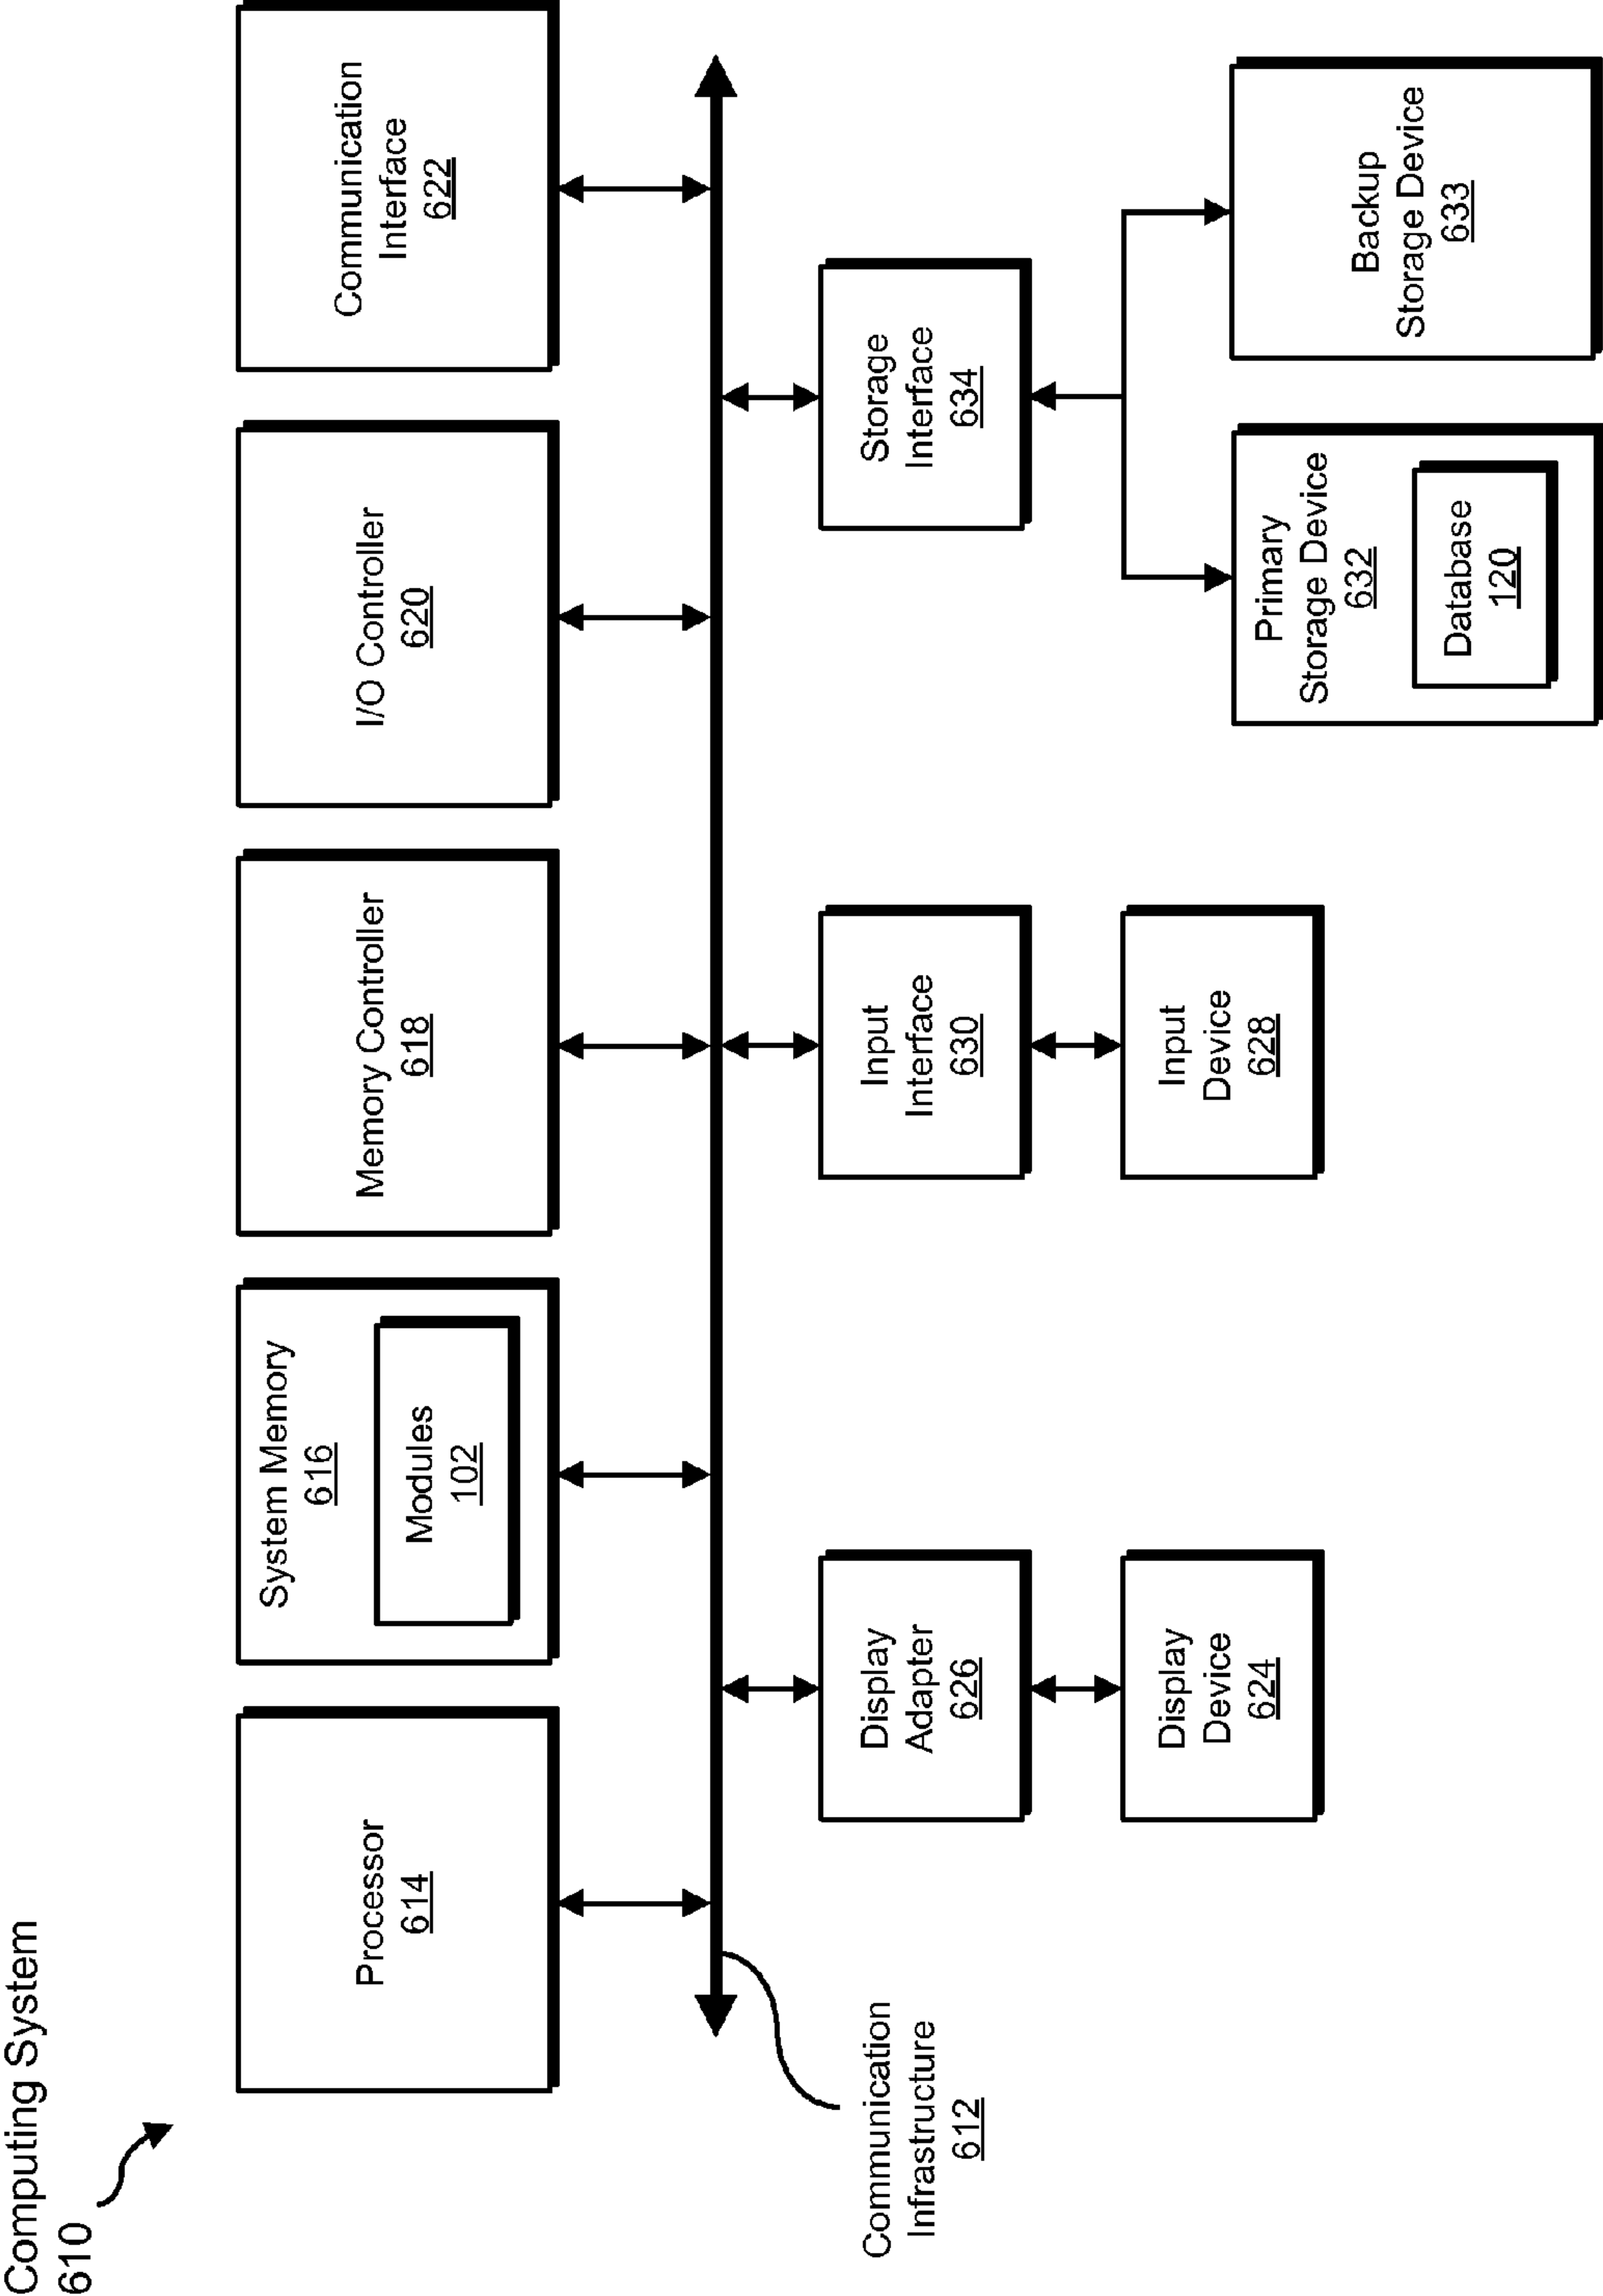 Computing System
610
Processor
614
System Memory
616
Modules
102
Memory Controller
618
I/O Controller
620
Communication
Interface
622
Communication
Infrastructure
612
Display
Adapter
626
Input
Interface
630
Storage
Interface
634
Display
Device
624
Input
Device
628
Primary
Storage Device
632
Database
120
Backup
Storage Device
633